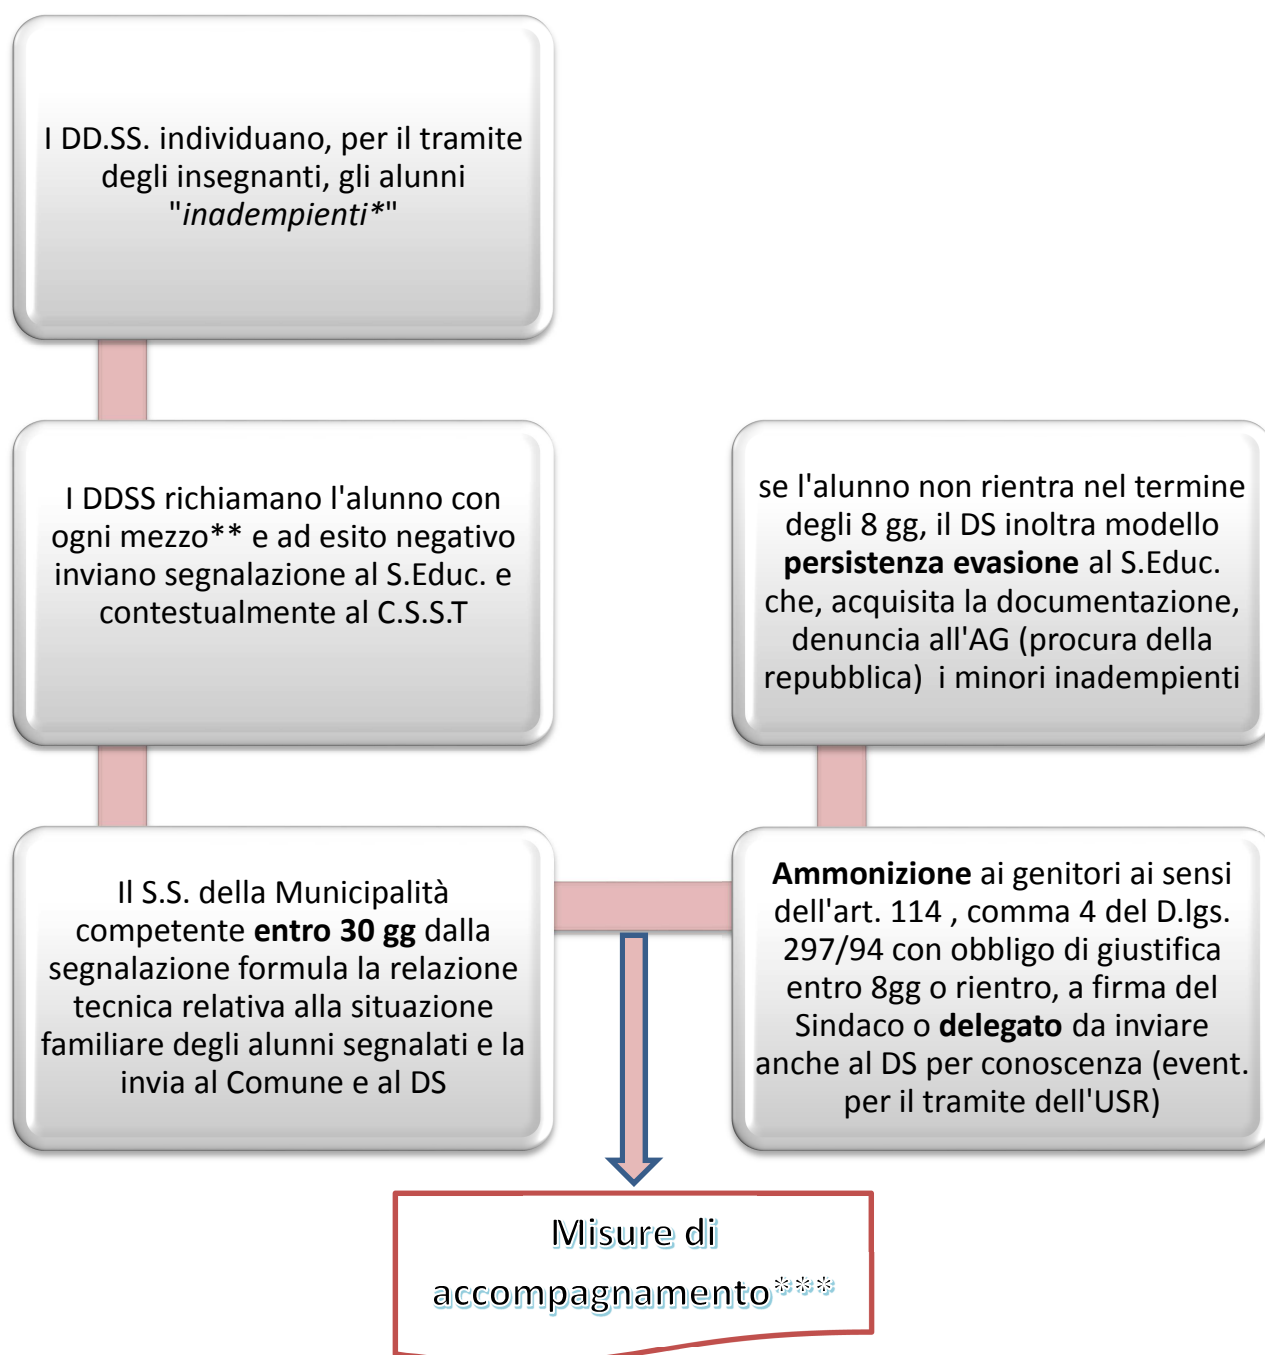 I DD.SS. individuano, per il tramite
degli insegnanti, gli alunni
"inadempienti*"
I DDSS richiamano l'alunno con
ogni mezzo** e ad esito negativo
inviano segnalazione al S.Educ. e
contestualmente al C.S.S.T
Il S.S. della Municipalità
competente entro 30 gg dalla
segnalazione formula la relazione
tecnica relativa alla situazione
familiare degli alunni segnalati e la
invia al Comune e al DS
Ammonizione ai genitori ai sensi
dell'art. 114 , comma 4 del D.lgs.
297/94 con obbligo di giustifica
entro 8gg o rientro, a firma del
Sindaco o delegato da inviare
anche al DS per conoscenza (event.
per il tramite dell'USR)
se l'alunno non rientra nel termine
degli 8 gg, il DS inoltra modello
persistenza evasione al S.Educ.
che, acquisita la documentazione,
denuncia all'AG (procura della
repubblica)  i minori inadempienti
Misure di
accompagnamento***